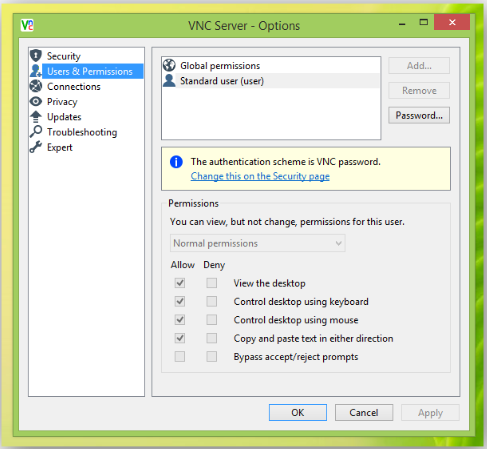 VNC Server - Options
Security
Users & Permissions
Connections
Privacy
Updates
Troubleshooting
Expert
Global permissions
Standard user (user)
Add...
Remove
Password...
The authentication scheme is VNC password.
Change this on the Security page
Permissions
You can view, but not change, permissions for this user.
Normal permissions
Allow Deny
View the desktop
Control desktop using keyboard
Control desktop using mouse
Copy and paste text in either direction
Bypass accept/reject prompts
OK Cancel Apply